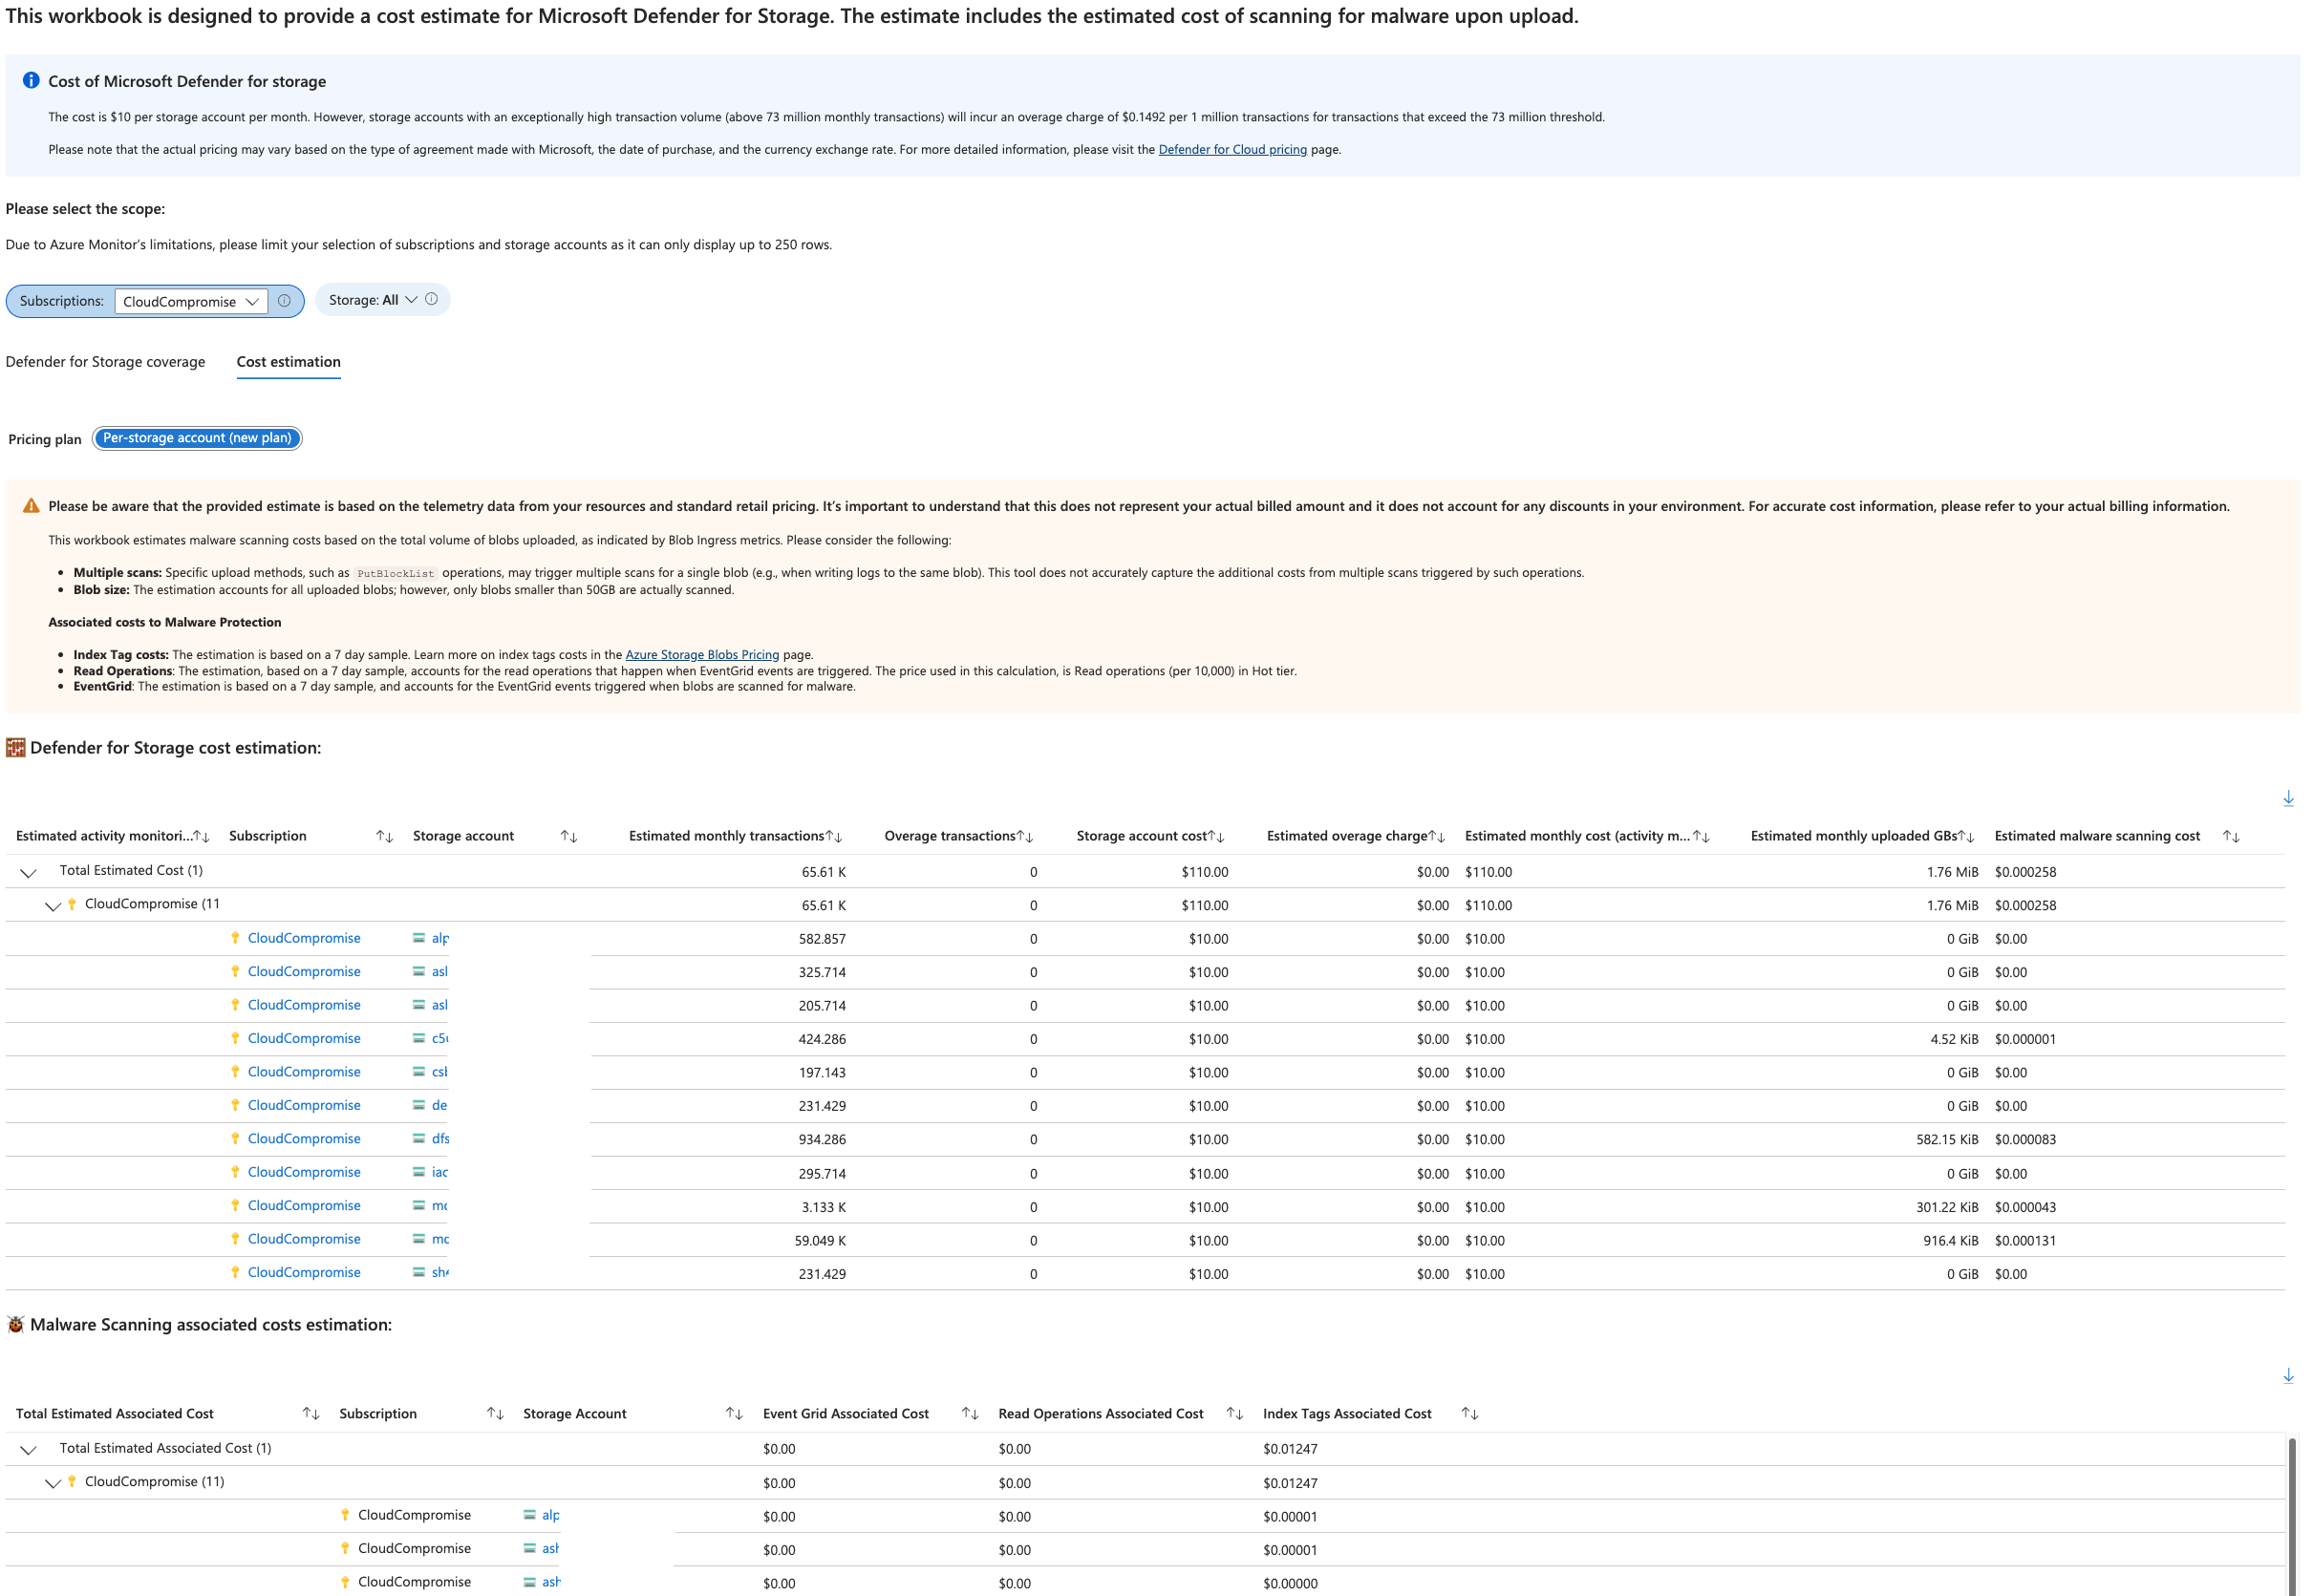 This workbook is designed to provide a cost estimate for Microsoft Defender for Storage. The estimate includes the estimated cost of scanning for malware upon upload.
Cost of Microsoft Defender for storage
The cost is $10 per storage account per month. However, storage accounts with an exceptionally high transaction volume (above 73 million monthly transactions) will incur an overage charge of $0.1492 per 1 million transactions for transactions that exceed the 73 million threshold.
Please note that the actual pricing may vary based on the type of agreement made with Microsoft, the date of purchase, and the currency exchange rate. For more detailed information, please visit the Defender for Cloud pricing page.
Please select the scope:
Due to Azure Monitor’s limitations, please limit your selection of subscriptions and storage accounts as it can only display up to 250 rows.
Subscriptions: CloudCompromise Storage: All
Defender for Storage coverage Cost estimation
Pricing plan Per-storage account (new plan)
Please be aware that the provided estimate is based on the telemetry data from your resources and standard retail pricing. It’s important to understand that this does not represent your actual billed amount and it does not account for any discounts in your environment. For accurate cost information, please refer to your actual billing information.
This workbook estimates malware scanning costs based on the total volume of blobs uploaded, as indicated by Blob Ingress metrics. Please consider the following:
• Multiple scans: Specific upload methods, such as PutBlockList operations, may trigger multiple scans for a single blob (e.g., when writing logs to the same blob). This tool does not accurately capture the additional costs from multiple scans triggered by such operations.
• Blob size: The estimation accounts for all uploaded blobs; however, only blobs smaller than 50GB are actually scanned.
Associated costs to Malware Protection
• Index Tag costs: The estimation is based on a 7 day sample. Learn more on index tags costs in the Azure Storage Blobs Pricing page.
• Read Operations: The estimation, based on a 7 day sample, accounts for the read operations that happen when EventGrid events are triggered. The price used in this calculation, is Read operations (per 10,000) in Hot tier.
• EventGrid: The estimation is based on a 7 day sample, and accounts for the EventGrid events triggered when blobs are scanned for malware.
Defender for Storage cost estimation:
Estimated activity monitori...↑↓ Subscription ↑↓ Storage account ↑↓ Estimated monthly transactions↑↓ Overage transactions↑↓ Storage account cost↑↓ Estimated overage charge↑↓ Estimated monthly cost (activity m...↑↓ Estimated monthly uploaded GBs↑↓ Estimated malware scanning cost ↑↓
Total Estimated Cost (1) 65.61 K 0 $110.00 $0.00 $110.00 1.76 MiB $0.000258
CloudCompromise (11 65.61 K 0 $110.00 $0.00 $110.00 1.76 MiB $0.000258
CloudCompromise alp 582.857 0 $10.00 $0.00 $10.00 0 GiB $0.00
CloudCompromise 325.714 0 $10.00 $0.00 $10.00 0 GiB $0.00
CloudCompromise 205.714 0 $10.00 $0.00 $10.00 0 GiB $0.00
CloudCompromise 424.286 0 $10.00 $0.00 $10.00 4.52 KiB $0.000001
CloudCompromise 197.143 0 $10.00 $0.00 $10.00 0 GiB $0.00
CloudCompromise de 231.429 0 $10.00 $0.00 $10.00 0 GiB $0.00
CloudCompromise dfs 934.286 0 $10.00 $0.00 $10.00 582.15 KiB $0.000083
CloudCompromise iac 295.714 0 $10.00 $0.00 $10.00 0 GiB $0.00
CloudCompromise 3.133 K 0 $10.00 $0.00 $10.00 301.22 KiB $0.000043
CloudCompromise 59.049 K 0 $10.00 $0.00 $10.00 916.4 KiB $0.000131
CloudCompromise 231.429 0 $10.00 $0.00 $10.00 0 GiB $0.00
Malware Scanning associated costs estimation:
Total Estimated Associated Cost ↑↓ Subscription ↑↓ Storage Account ↑↓ Event Grid Associated Cost ↑↓ Read Operations Associated Cost ↑↓ Index Tags Associated Cost ↑↓
Total Estimated Associated Cost (1) $0.00 $0.00 $0.01247
CloudCompromise (11) $0.00 $0.00 $0.01247
CloudCompromise alp $0.00 $0.00 $0.00001
CloudCompromise ash $0.00 $0.00 $0.00001
CloudCompromise ash $0.00 $0.00 $0.00000